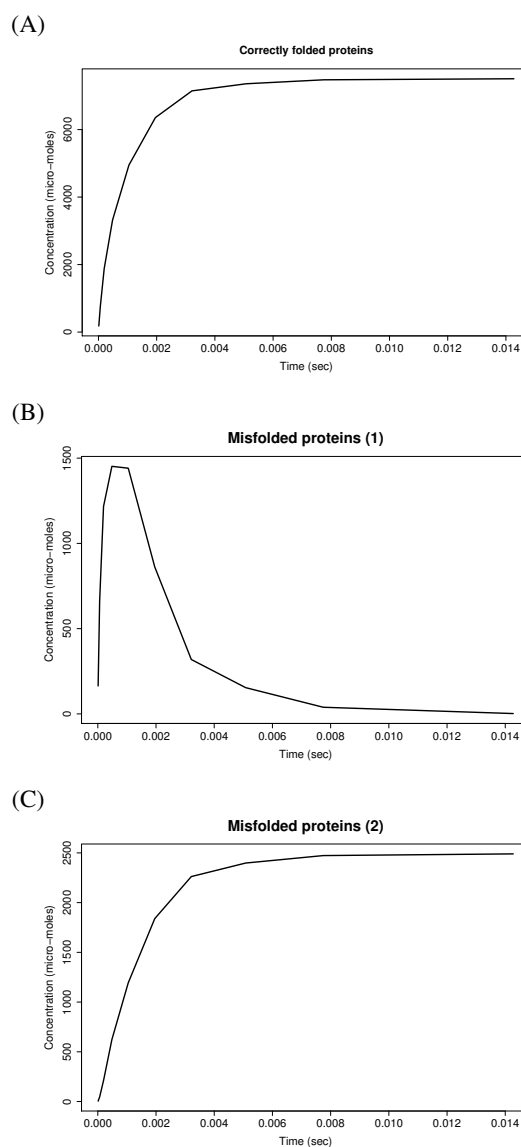 (A)
Correctly folded proteins
Concentration (micro−moles)
0 2000 4000 6000
0.000 0.002 0.004 0.006 0.008 0.010 0.012 0.014
Time (sec)
(B)
Misfolded proteins (1)
Concentration (micro−moles)
0 500 1000 1500
0.000 0.002 0.004 0.006 0.008 0.010 0.012 0.014
Time (sec)
(C)
Misfolded proteins (2)
Concentration (micro−moles)
0 500 1000 1500 2000 2500
0.000 0.002 0.004 0.006 0.008 0.010 0.012 0.014
Time (sec)